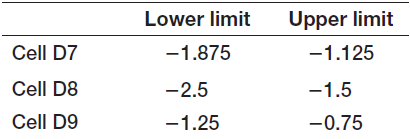 Lower limit Upper limit
Cell D7 −1.875 −1.125
Cell D8 −2.5 −1.5
Cell D9 −1.25 −0.75